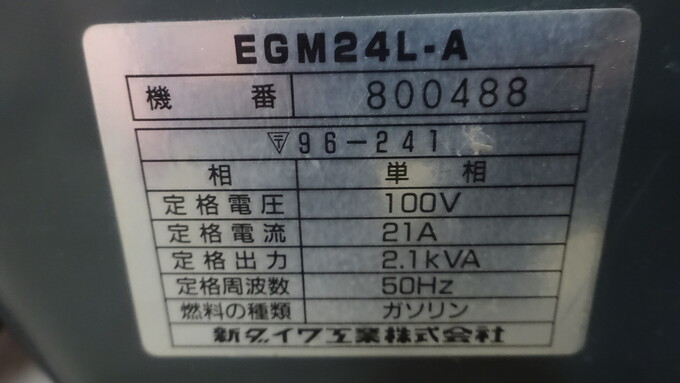 EGM24L-A
機番 800488
〒96-241
相 単相
定格電圧 100V
定格電流 21A
定格出力 2.1kVA
定格周波数 50Hz
燃料の種類 ガソリン
新ダイワ工業株式会社